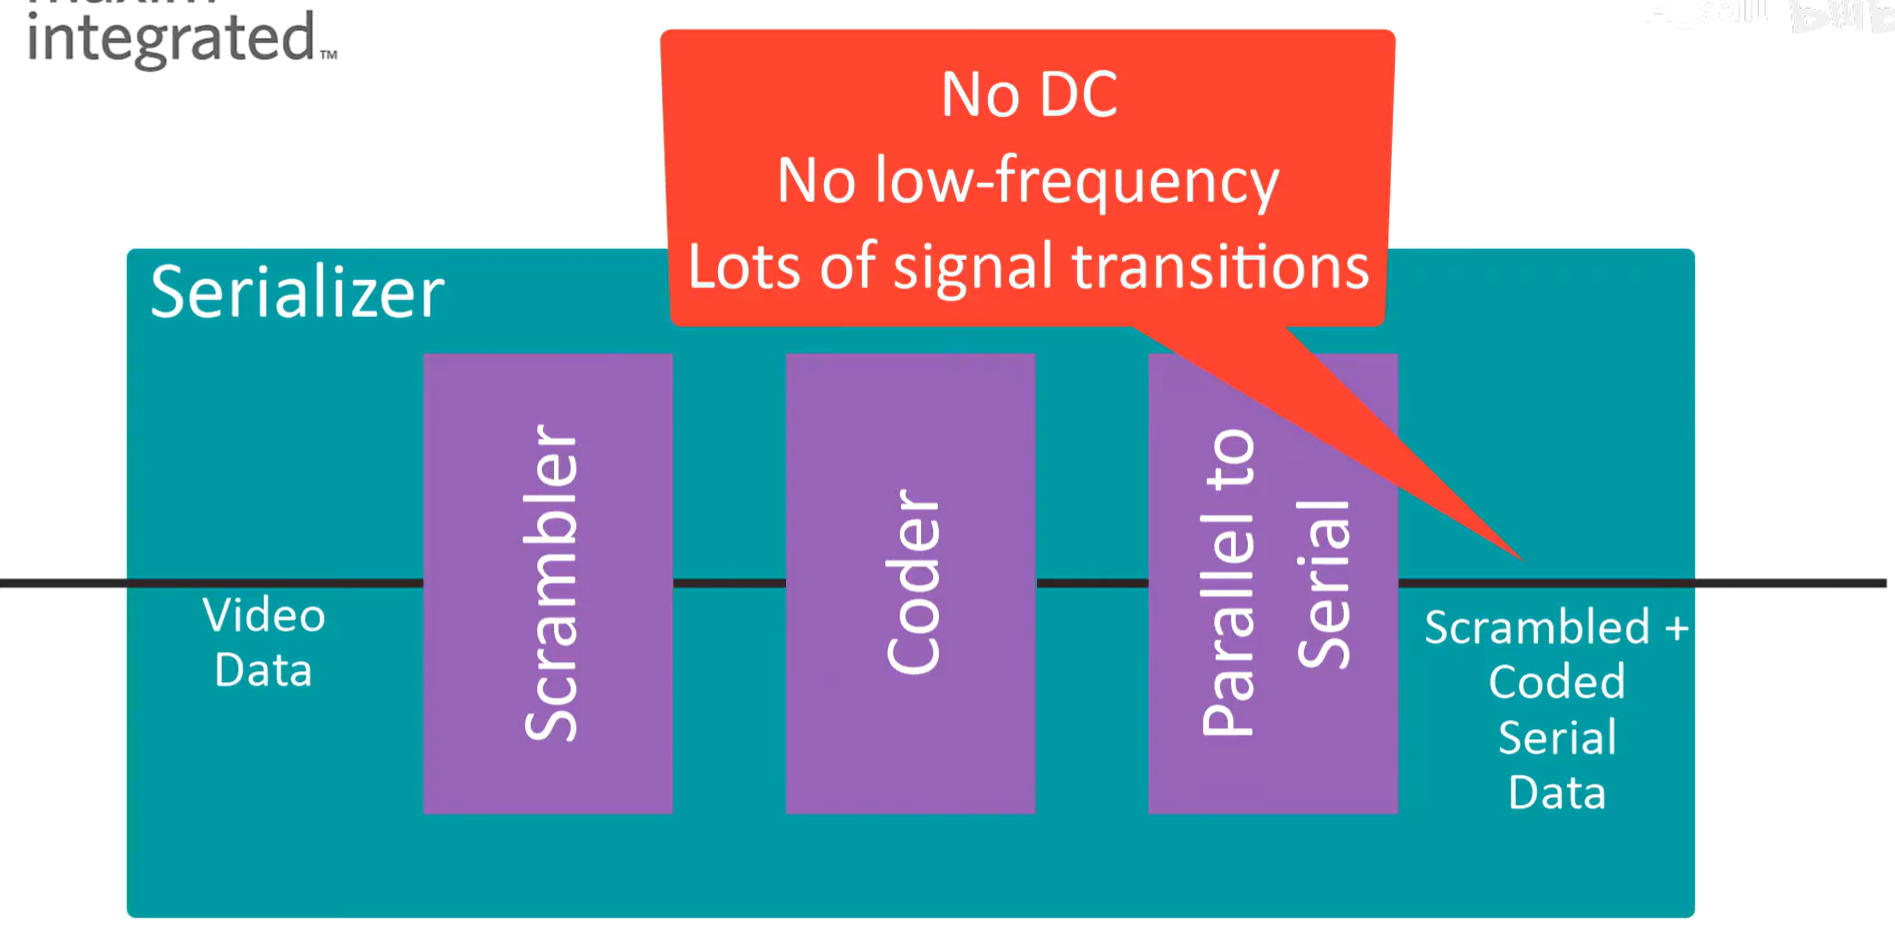 integrated™
No DC
No low-frequency
Lots of signal transitions
Serializer
Scrambler
Coder
Parallel to
Serial
Video
Data
Scrambled +
Coded
Serial
Data